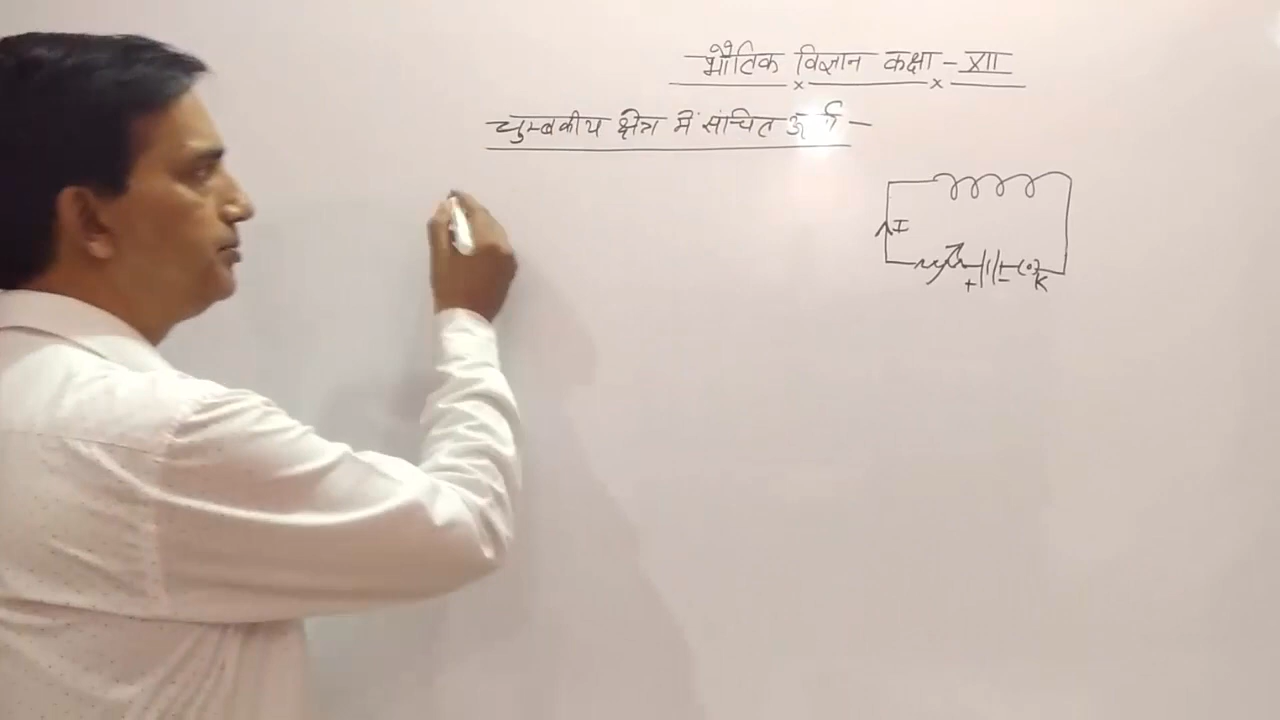 भौतिक विज्ञान कक्षा - XII
चुम्बकीय क्षेत्र में संचित ऊर्जा -
I
+ - K